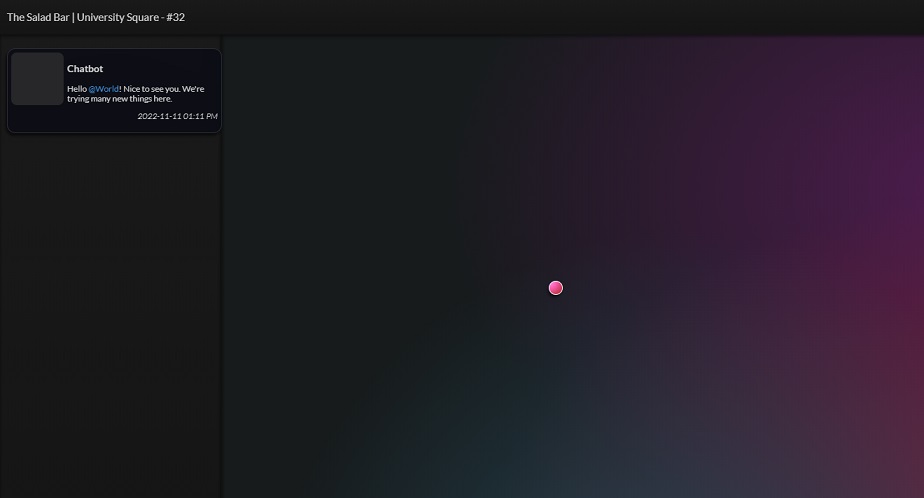 The Salad Bar | University Square - #32
Chatbot
Hello @World! Nice to see you. We're
trying many new things here.
2022-11-11 01:11 PM